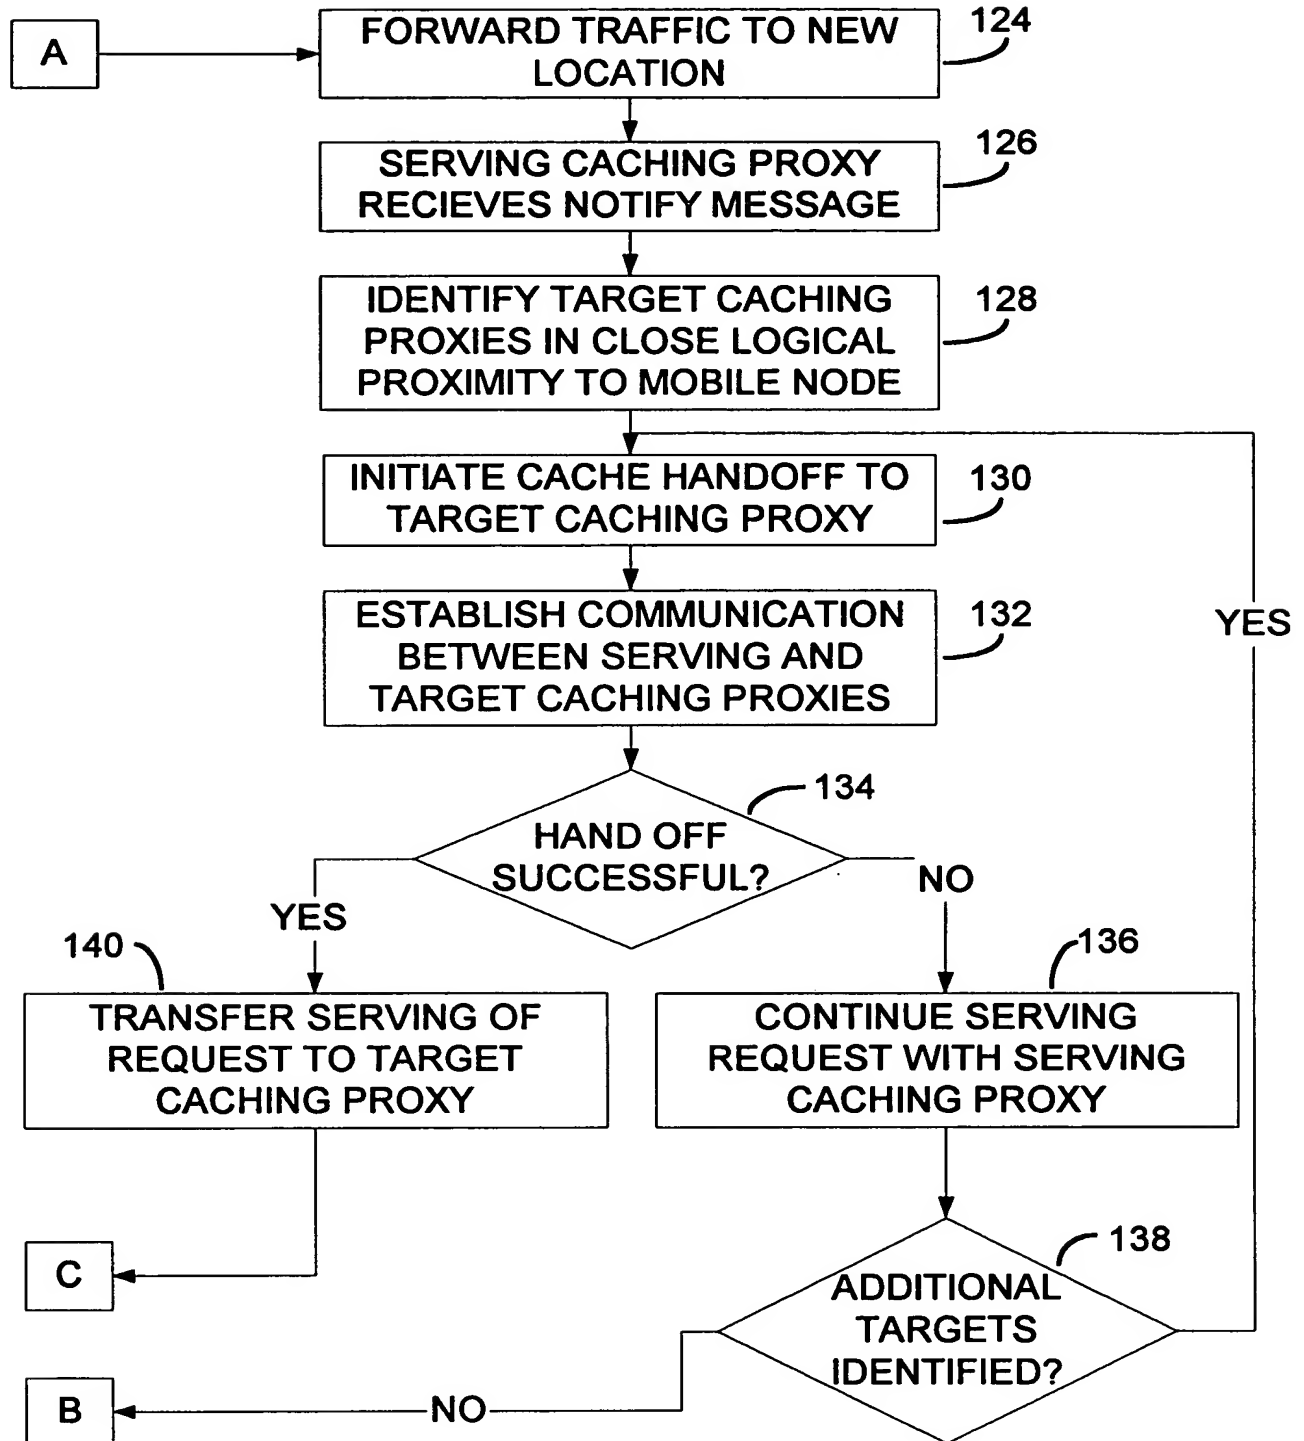 A
FORWARD TRAFFIC TO NEW
LOCATION
124
SERVING CACHING PROXY
RECIEVES NOTIFY MESSAGE
126
IDENTIFY TARGET CACHING
PROXIES IN CLOSE LOGICAL
PROXIMITY TO MOBILE NODE
128
INITIATE CACHE HANDOFF TO
TARGET CACHING PROXY
130
ESTABLISH COMMUNICATION
BETWEEN SERVING AND
TARGET CACHING PROXIES
132
YES
HAND OFF
SUCCESSFUL?
134
YES
NO
140
TRANSFER SERVING OF
REQUEST TO TARGET
CACHING PROXY
136
CONTINUE SERVING
REQUEST WITH SERVING
CACHING PROXY
C
138
ADDITIONAL
TARGETS
IDENTIFIED?
B
NO